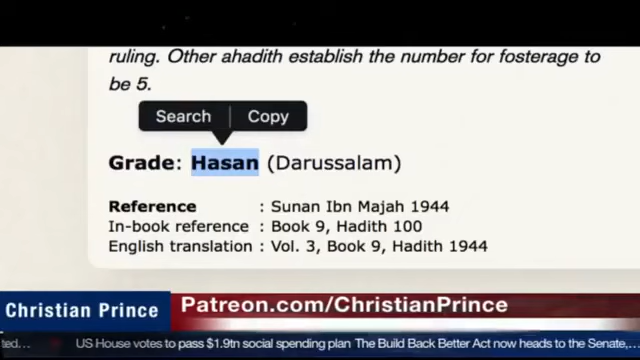 ruling. Other ahadith establish the number for fosterage to
be 5.
Search Copy
Grade: Hasan (Darussalam)
Reference : Sunan Ibn Majah 1944
In-book reference : Book 9, Hadith 100
English translation : Vol. 3, Book 9, Hadith 1944
Christian Prince
Patreon.com/ChristianPrince
ted... US House votes to pass $1.9tn social spending plan The Build Back Better Act now heads to the Senate,...